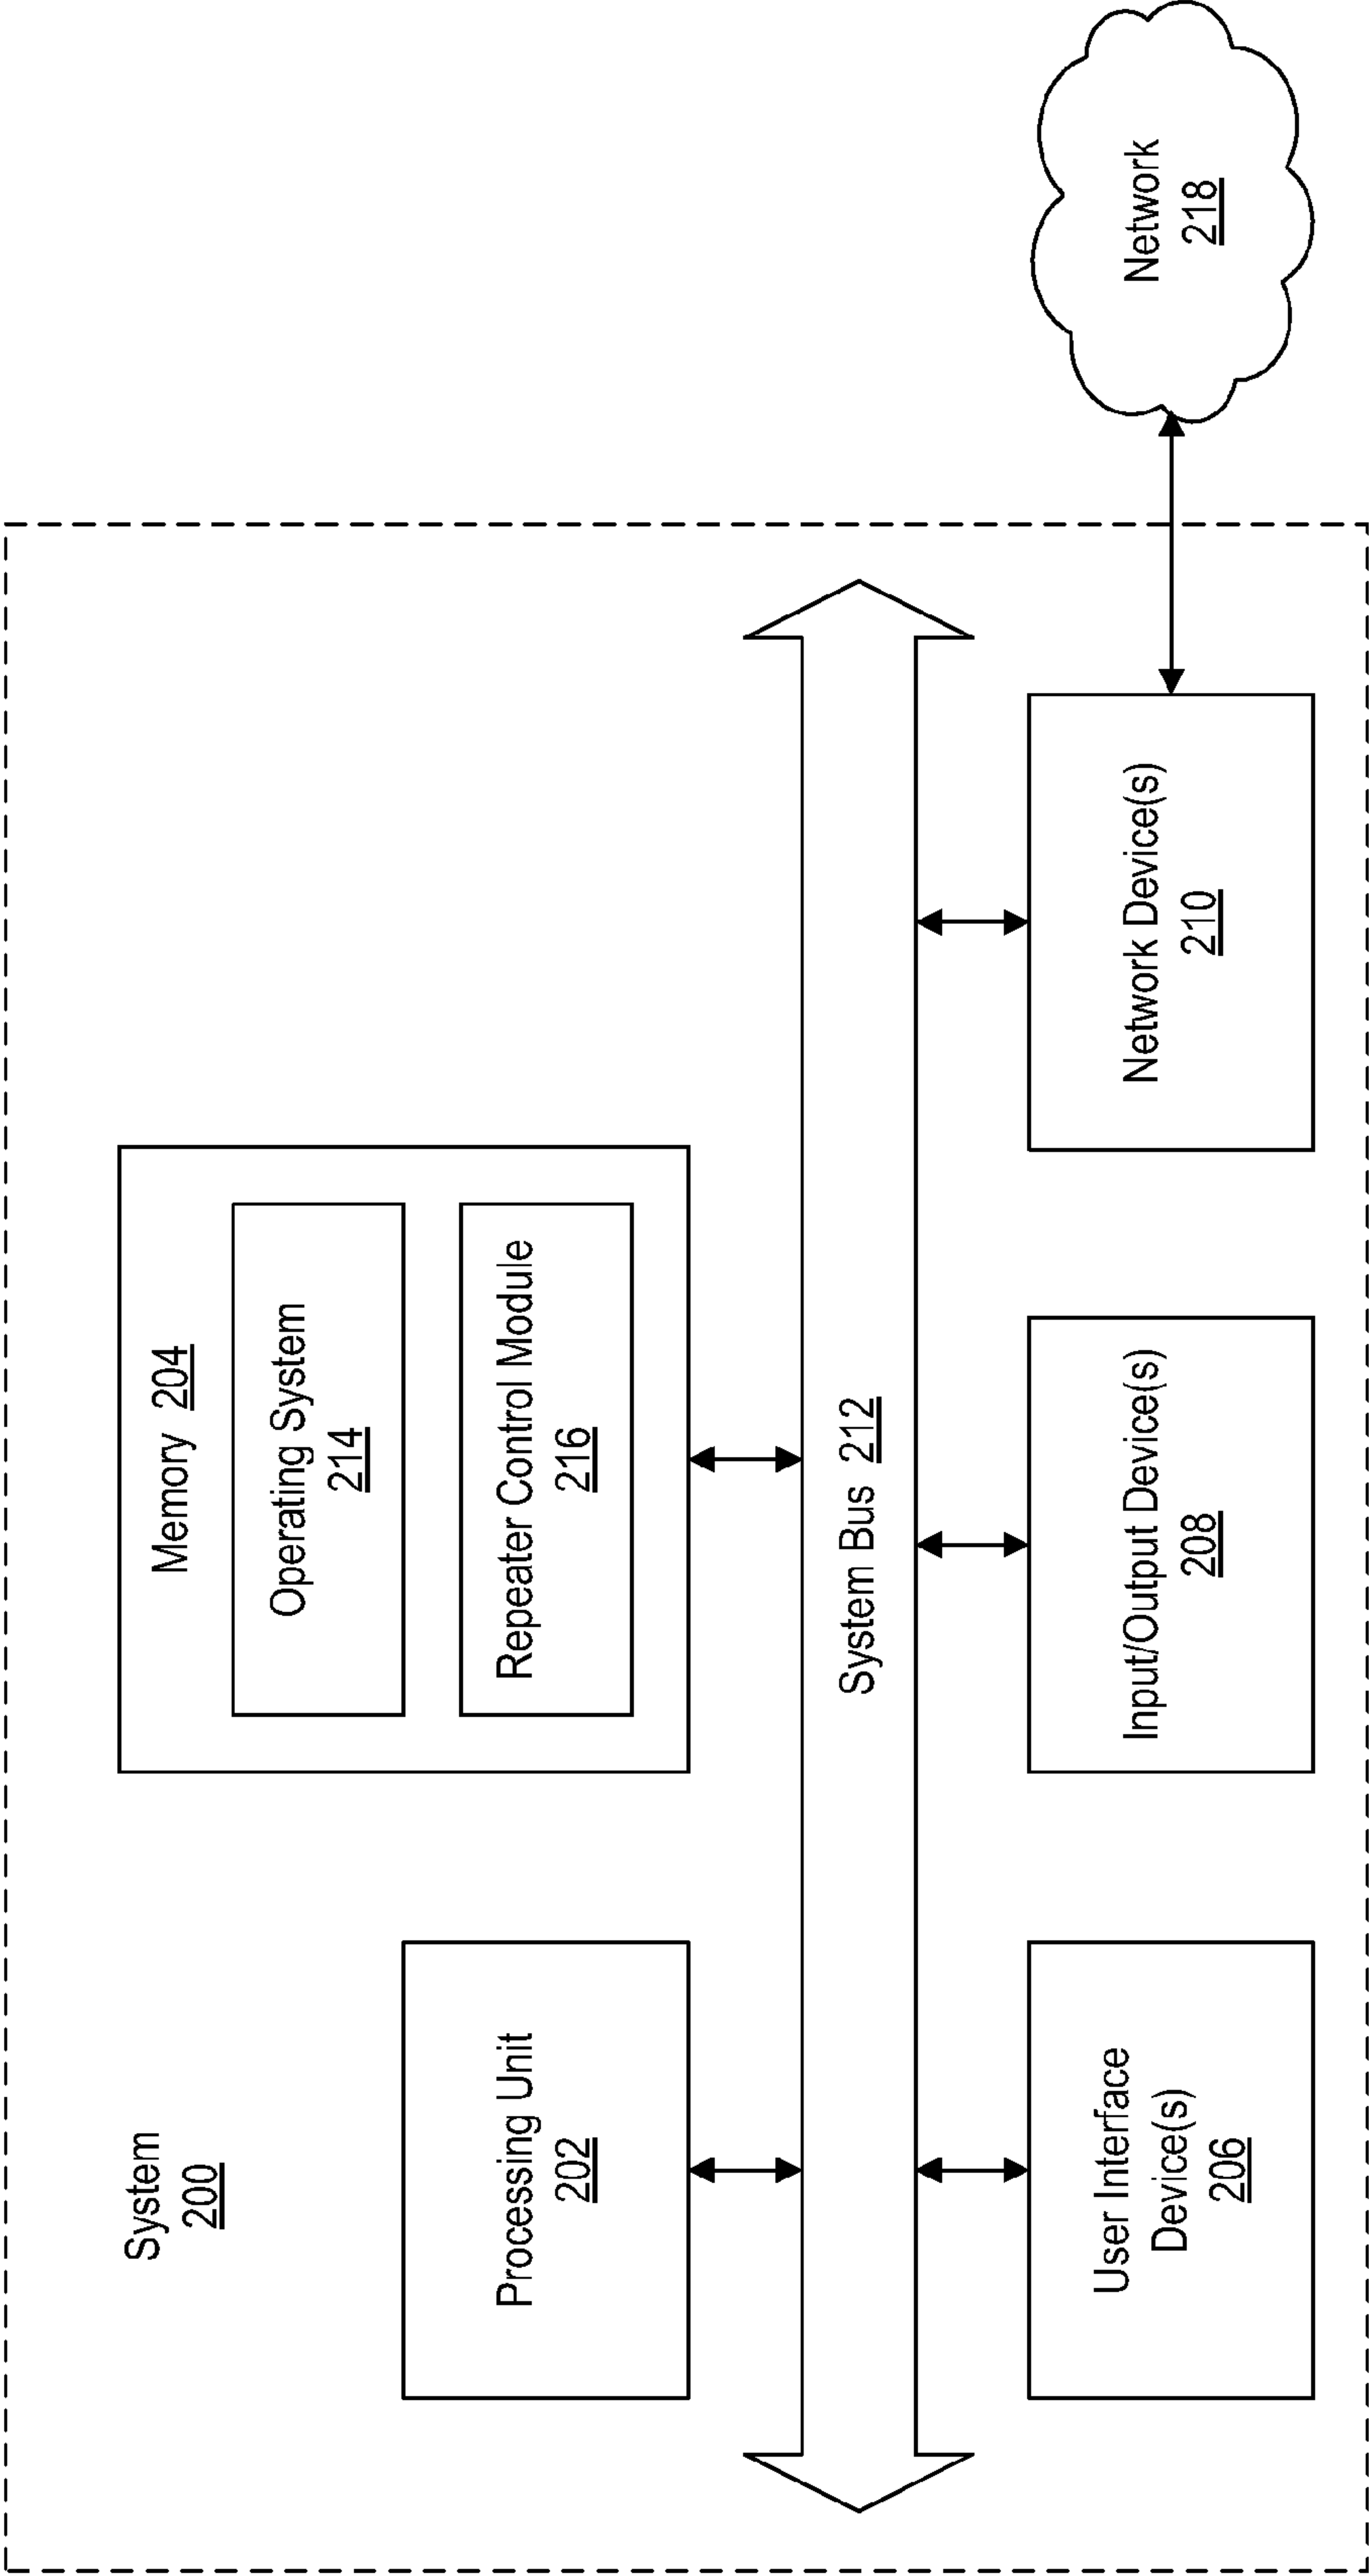 System
200
Processing Unit
202
Memory 204
Operating System
214
Repeater Control Module
216
System Bus 212
User Interface
Device(s)
206
Input/Output Device(s)
208
Network Device(s)
210
Network
218